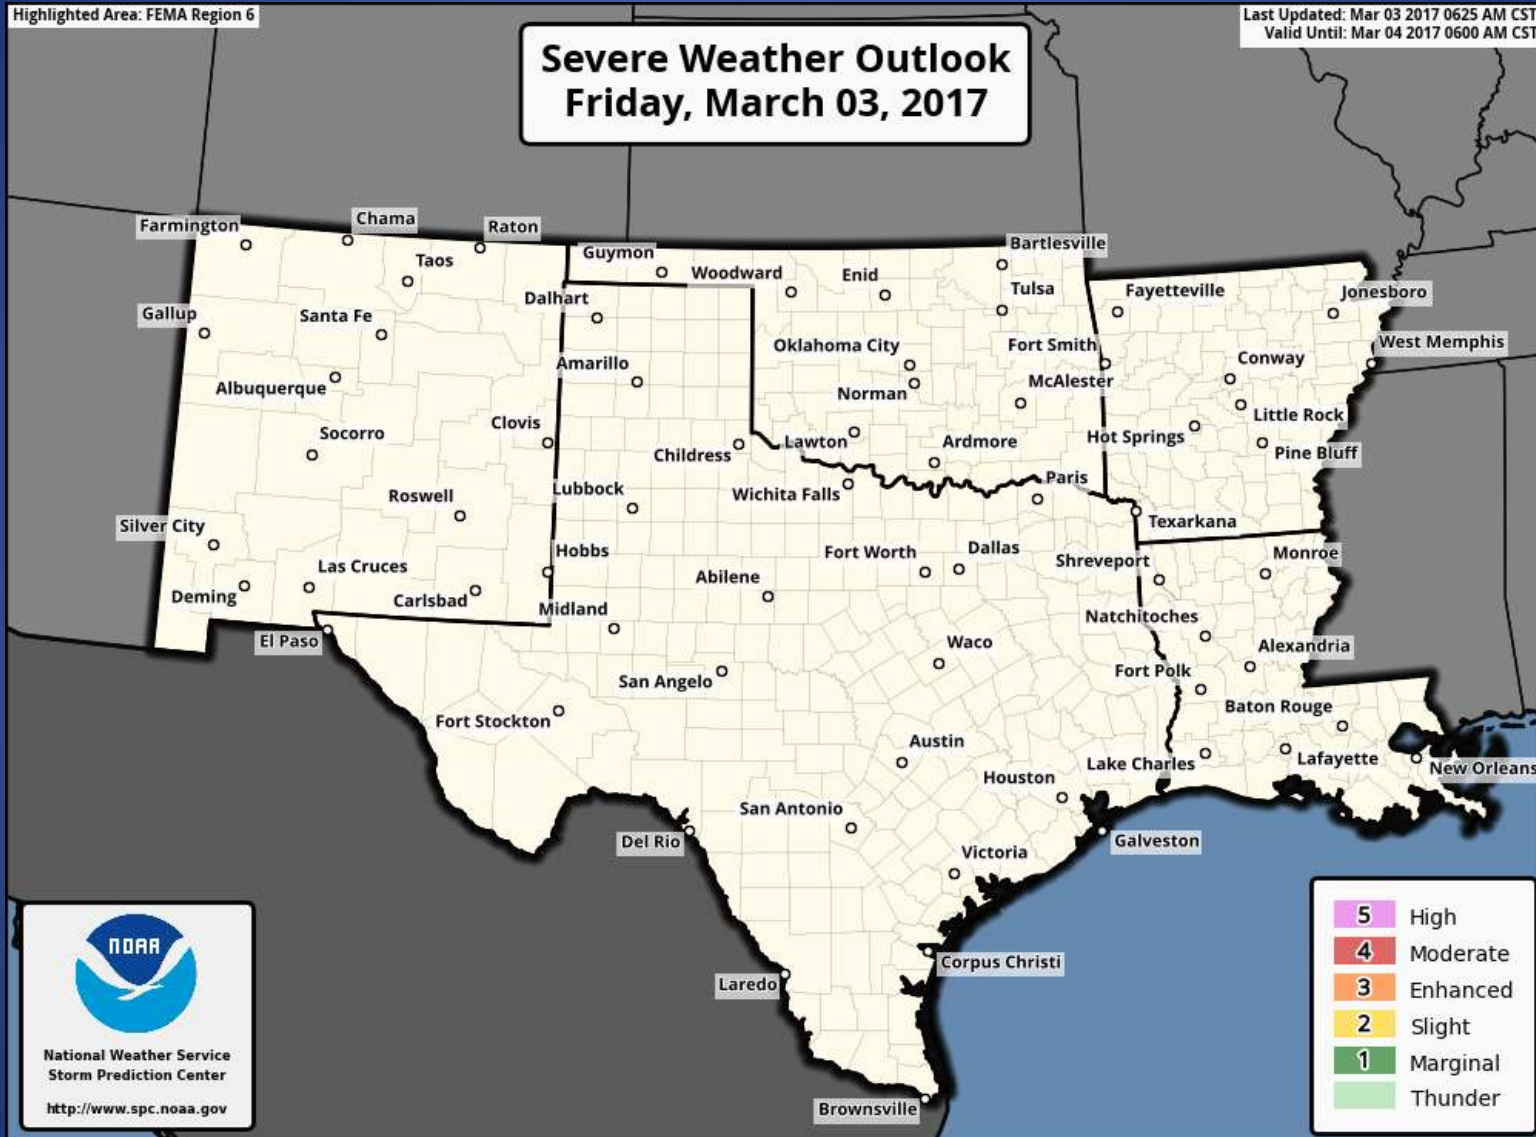 Highlighted Area: FEMA Region 6
Last Updated: Mar 03 2017 0625 AM CST
Valid Until: Mar 04 2017 0600 AM CST
Severe Weather Outlook
Friday, March 03, 2017
Farmington
Chama
Raton
Taos
Guymon
Woodward
Enid
Bartlesville
Tulsa
Fayetteville
Jonesboro
Gallup
Santa Fe
Dalhart
Oklahoma City
Fort Smith
West Memphis
Conway
Amarillo
Albuquerque
Norman
McAlester
Little Rock
Socorro
Clovis
Childress
Lawton
Ardmore
Hot Springs
Pine Bluff
Roswell
Lubbock
Wichita Falls
Paris
Texarkana
Silver City
Hobbs
Fort Worth
Dallas
Shreveport
Monroe
Las Cruces
Deming
Carlsbad
Abilene
Midland
Natchitoches
El Paso
Waco
Alexandria
San Angelo
Fort Polk
Fort Stockton
Baton Rouge
Austin
Houston
Lake Charles
Lafayette
New Orleans
San Antonio
Del Rio
Galveston
Victoria
Corpus Christi
Laredo
Brownsville
NOAA
National Weather Service
Storm Prediction Center
http://www.spc.noaa.gov
5 High
4 Moderate
3 Enhanced
2 Slight
1 Marginal
Thunder